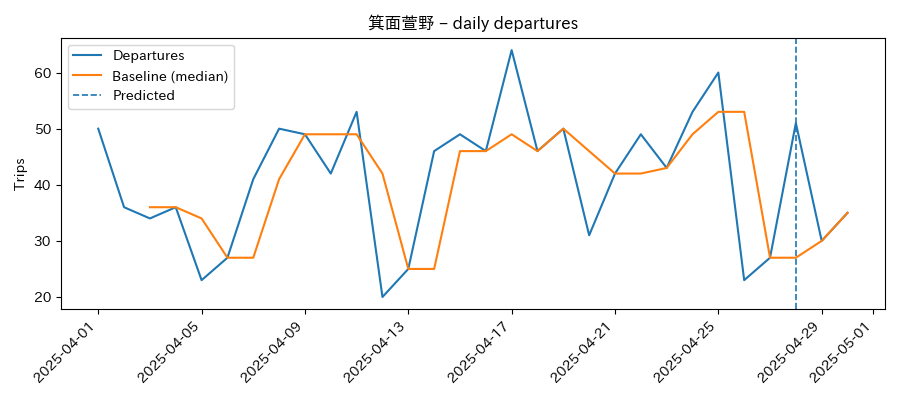 箕面萱野 – daily departures
Departures
Baseline (median)
Predicted
Trips
60
50
40
30
20
2025-04-01
2025-04-05
2025-04-09
2025-04-13
2025-04-17
2025-04-21
2025-04-25
2025-04-29
2025-05-01